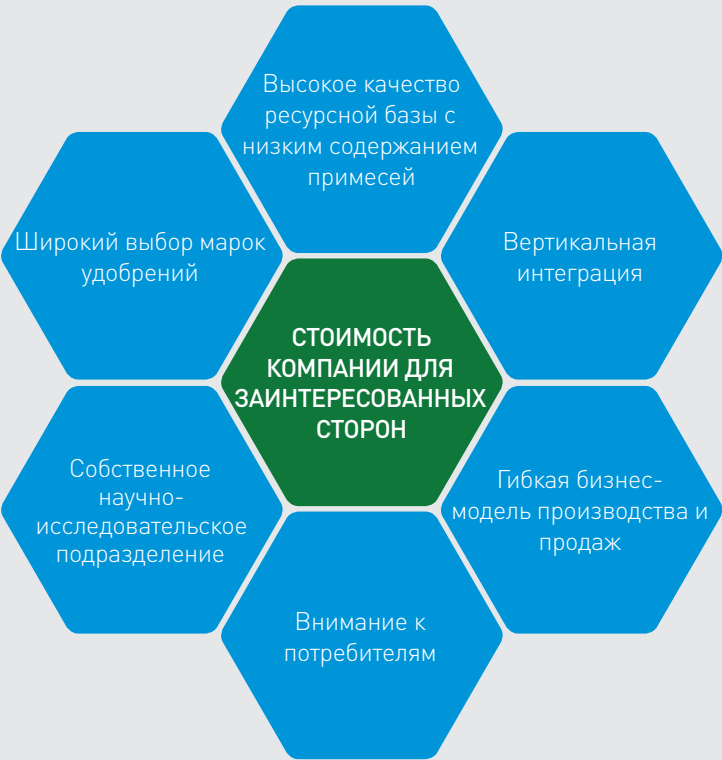 Высокое качество
ресурсной базы с
низким содержанием
примесей
Широкий выбор марок
удобрений
Вертикальная
интеграция
СТОИМОСТЬ
КОМПАНИИ ДЛЯ
ЗАИНТЕРЕСОВАННЫХ
СТОРОН
Собственное
научно-
исследовательское
подразделение
Гибкая бизнес-
модель производства и
продаж
Внимание к
потребителям